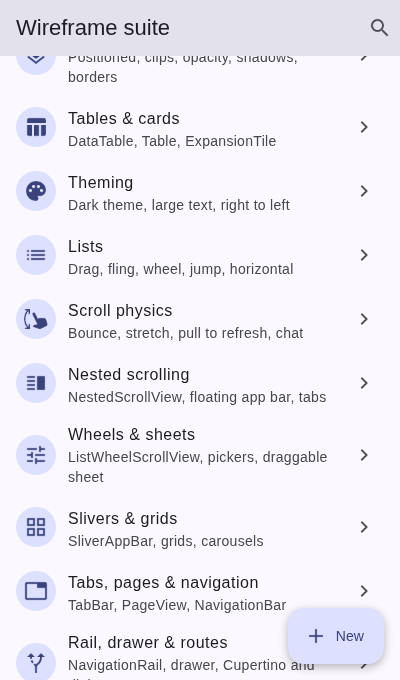 Wireframe suite
Positioned, clips, opacity, shadows,
borders
Tables & cards
DataTable, Table, ExpansionTile
Theming
Dark theme, large text, right to left
Lists
Drag, fling, wheel, jump, horizontal
Scroll physics
Bounce, stretch, pull to refresh, chat
Nested scrolling
NestedScrollView, floating app bar, tabs
Wheels & sheets
ListWheelScrollView, pickers, draggable
sheet
Slivers & grids
SliverAppBar, grids, carousels
Tabs, pages & navigation
TabBar, PageView, NavigationBar
New
Rail, drawer & routes
NavigationRail, drawer, Cupertino and